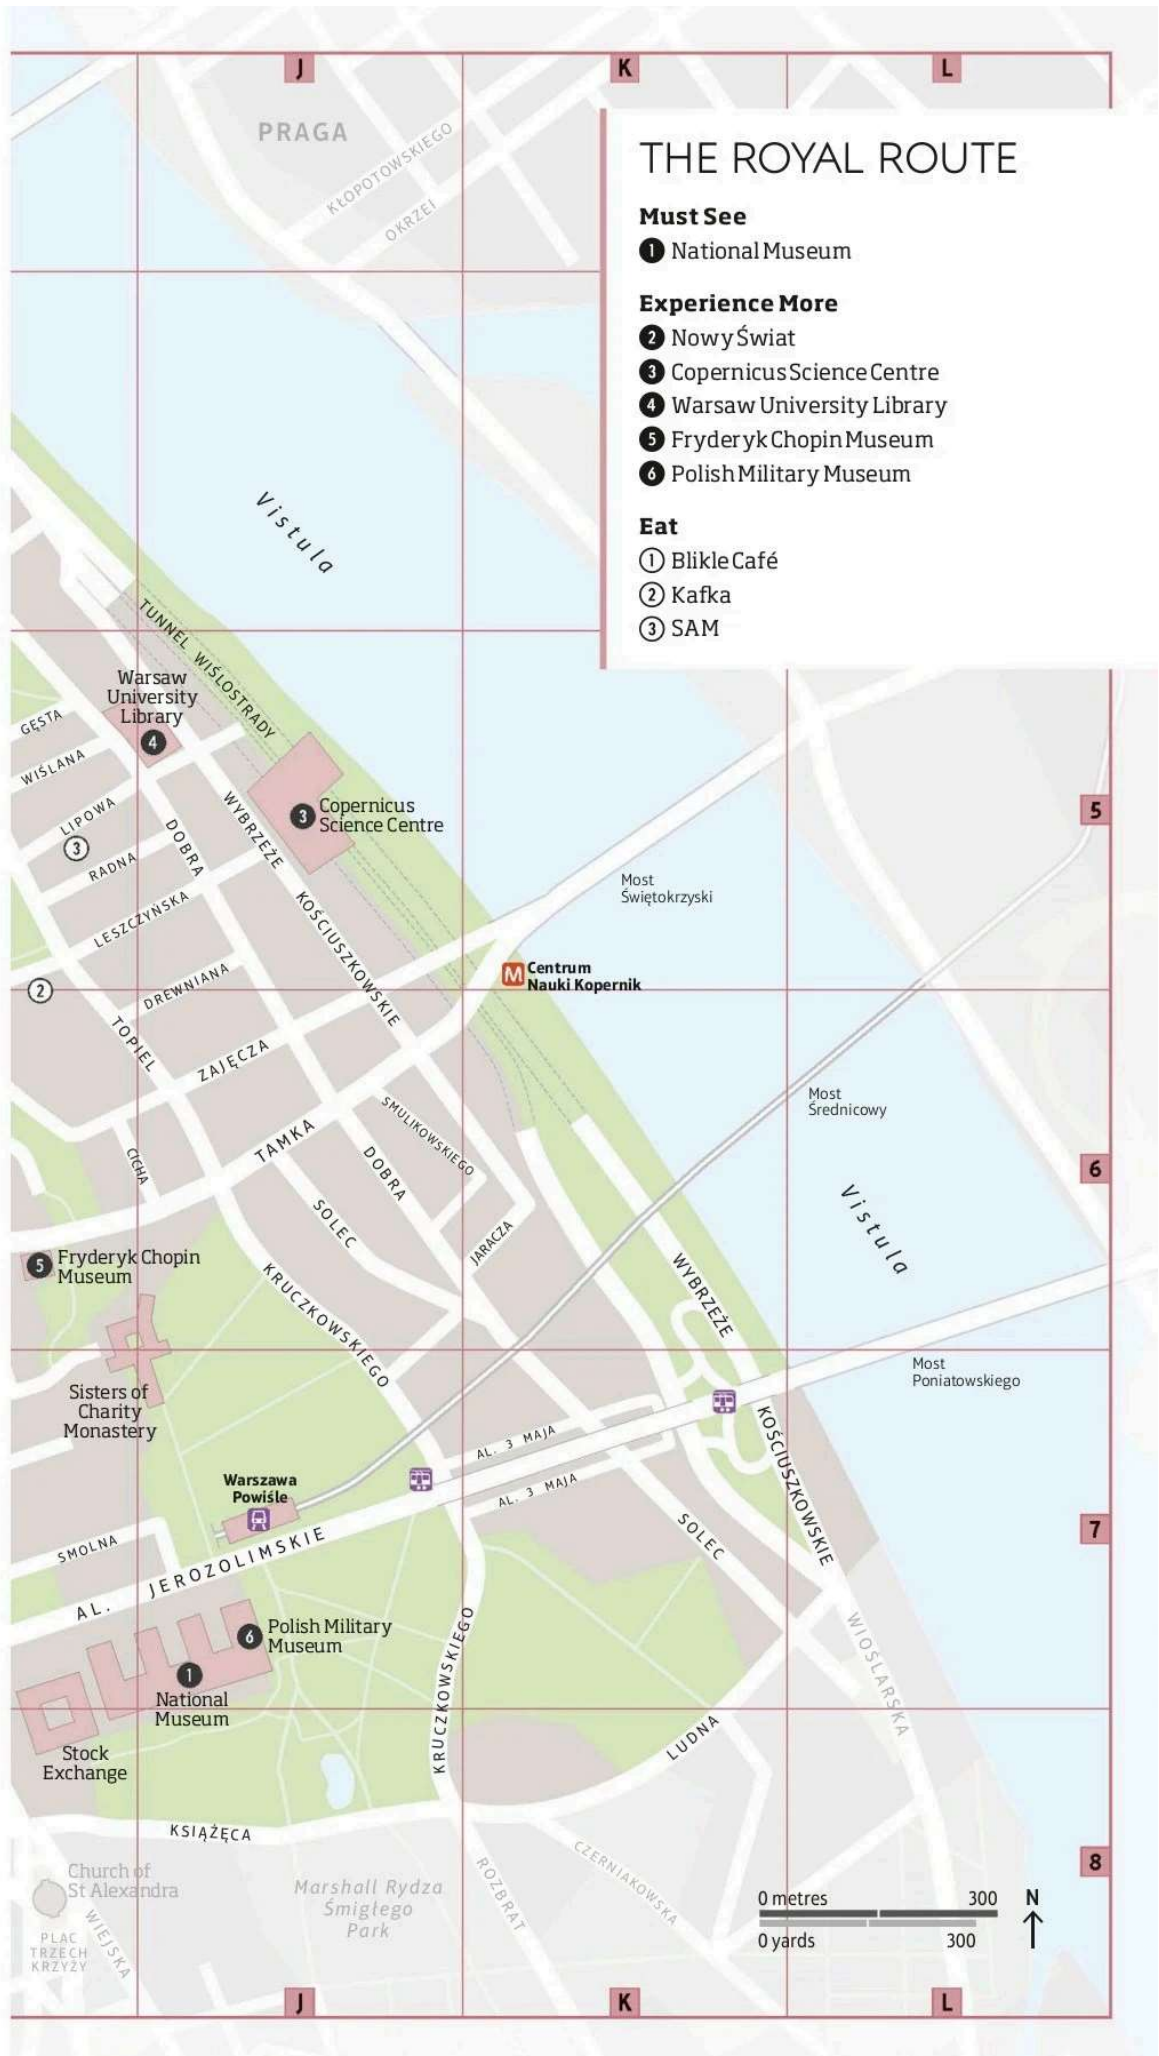 J
K
L
PRAGA
KŁOPOTOWSKIEGO
OKRZEI
THE ROYAL ROUTE
Must See
1 National Museum
Experience More
2 Nowy Świat
3 Copernicus Science Centre
4 Warsaw University Library
5 Fryderyk Chopin Museum
6 Polish Military Museum
Eat
1 Blikle Café
2 Kafka
3 SAM
Vistula
TUNNEL WIŚLOSTRADY
Warsaw
University
Library
4
GĘSTA
WIŚLANA
LIPOWA
3
RADNA
DOBRA
WYBRZEŻE
3
Copernicus
Science Centre
5
LESZCZYŃSKA
KOŚCIUSZKOWSKIE
Most
Świętokrzyski
M
Centrum
Nauki Kopernik
2
DREWNIANA
TOPIEL
ZAJĘCZA
SMULIKOWSKIEGO
Most
Średnicowy
TAMKA
CICHA
DOBRA
6
SOLEC
JARACZA
Vistula
5
Fryderyk Chopin
Museum
KRUCZKOWSKIEGO
WYBRZEŻE
Sisters of
Charity
Monastery
Most
Poniatowskiego
AL. 3 MAJA
AL. 3 MAJA
KOŚCIUSZKOWSKIE
Warszawa
Powiśle
SMOLNA
AL. JEROZOLIMSKIE
SOLEC
7
6
Polish Military
Museum
1
National
Museum
KRUCZKOWSKIEGO
WIOŚLARSKA
Stock
Exchange
LUDNA
KSIĄŻĘCA
8
Church of
St Alexandra
PLAC
TRZECH
KRZYŻY
WIEJSKA
Marshall Rydza
Śmigłego
Park
ROZBRAT
CZERNIAKOWSKA
0 metres 300
0 yards 300
N
J
K
L